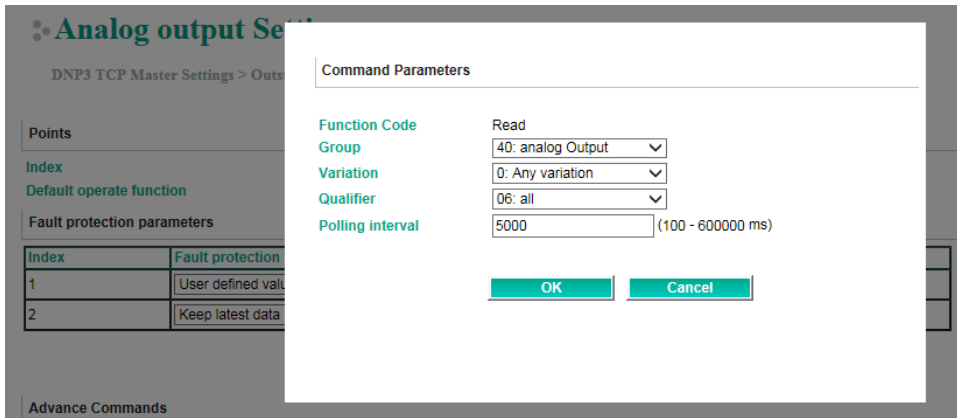 Analog output Se
DNP3 TCP Master Settings > Outs
Points
Index
Default operate function
Fault protection parameters
Index Fault protection
1 User defined valu
2 Keep latest data
Advance Commands
Command Parameters
Function Code Read
Group 40: analog Output
Variation 0: Any variation
Qualifier 06: all
Polling interval 5000 (100 - 600000 ms)
OK Cancel